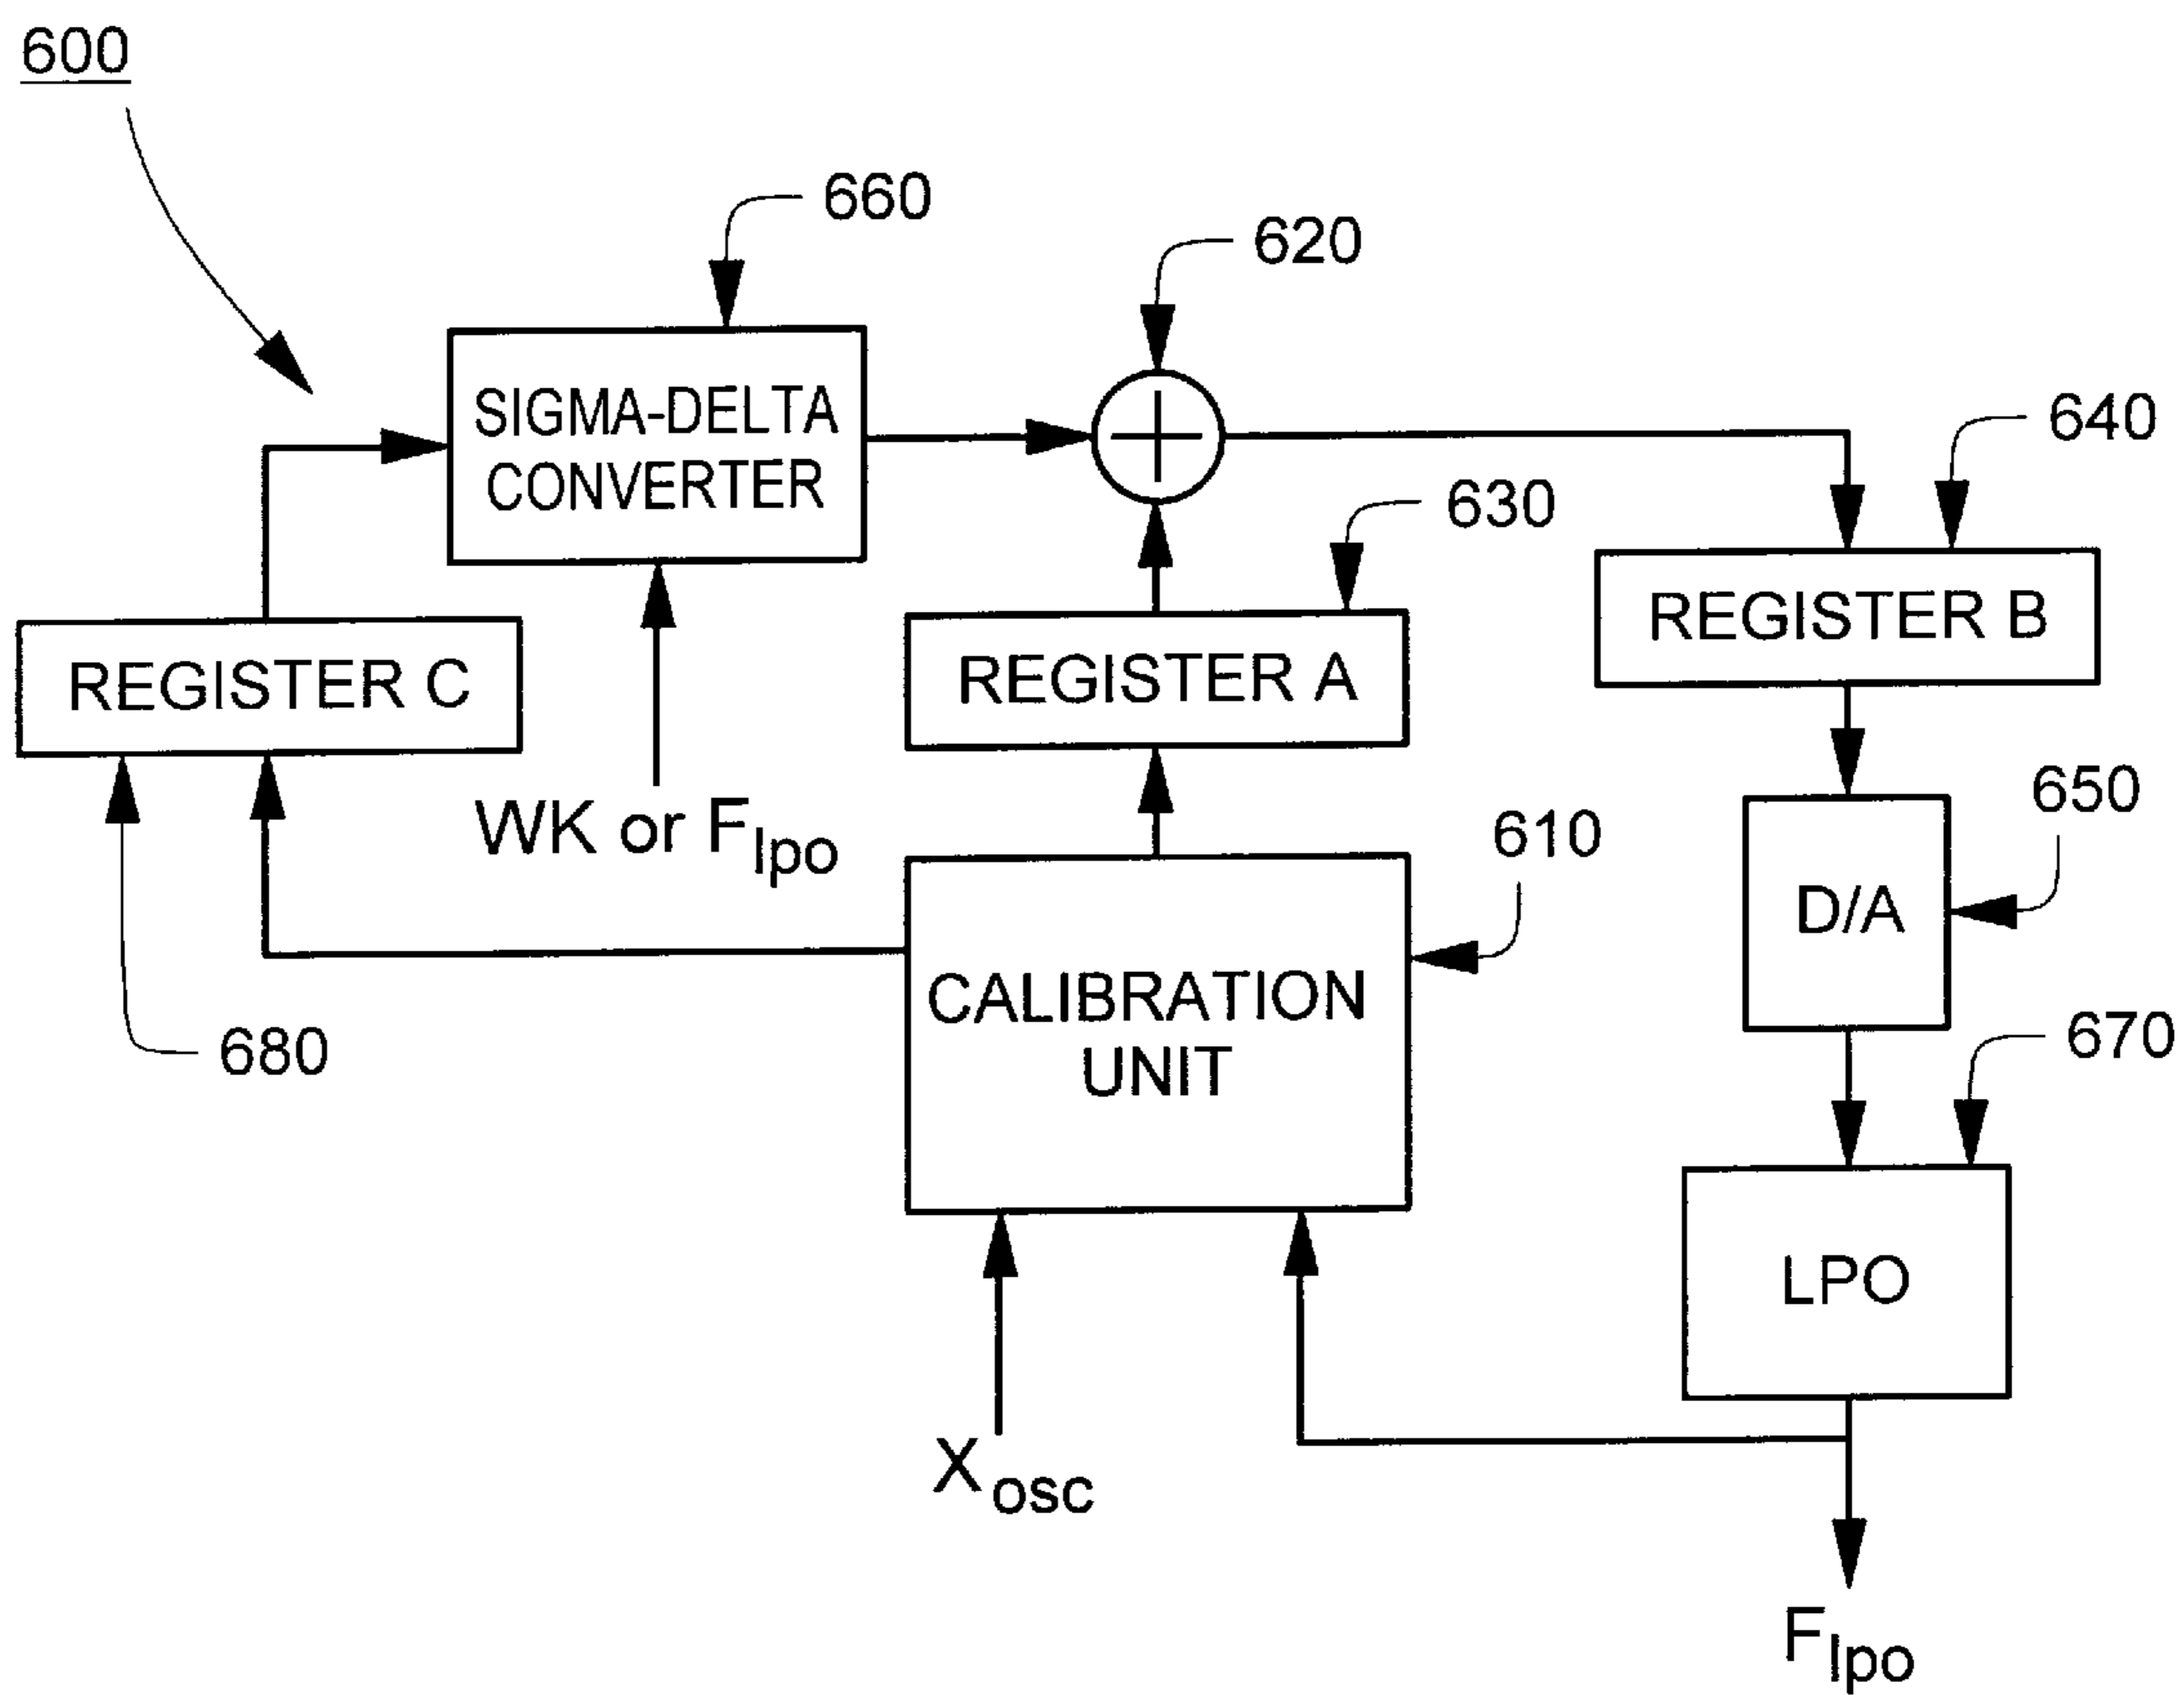 600
660
620
640
SIGMA-DELTA
CONVERTER
630
REGISTER B
REGISTER C
REGISTER A
WK or Flpo
650
610
D/A
CALIBRATION
UNIT
680
670
LPO
Xosc
Flpo